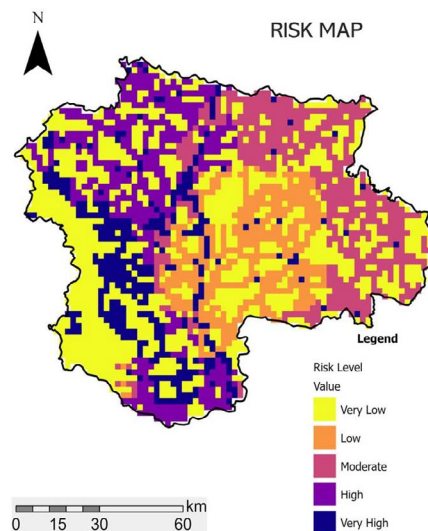 N
RISK MAP
Legend
Risk Level
Value
Very Low
Low
Moderate
High
Very High
km
0 15 30 60